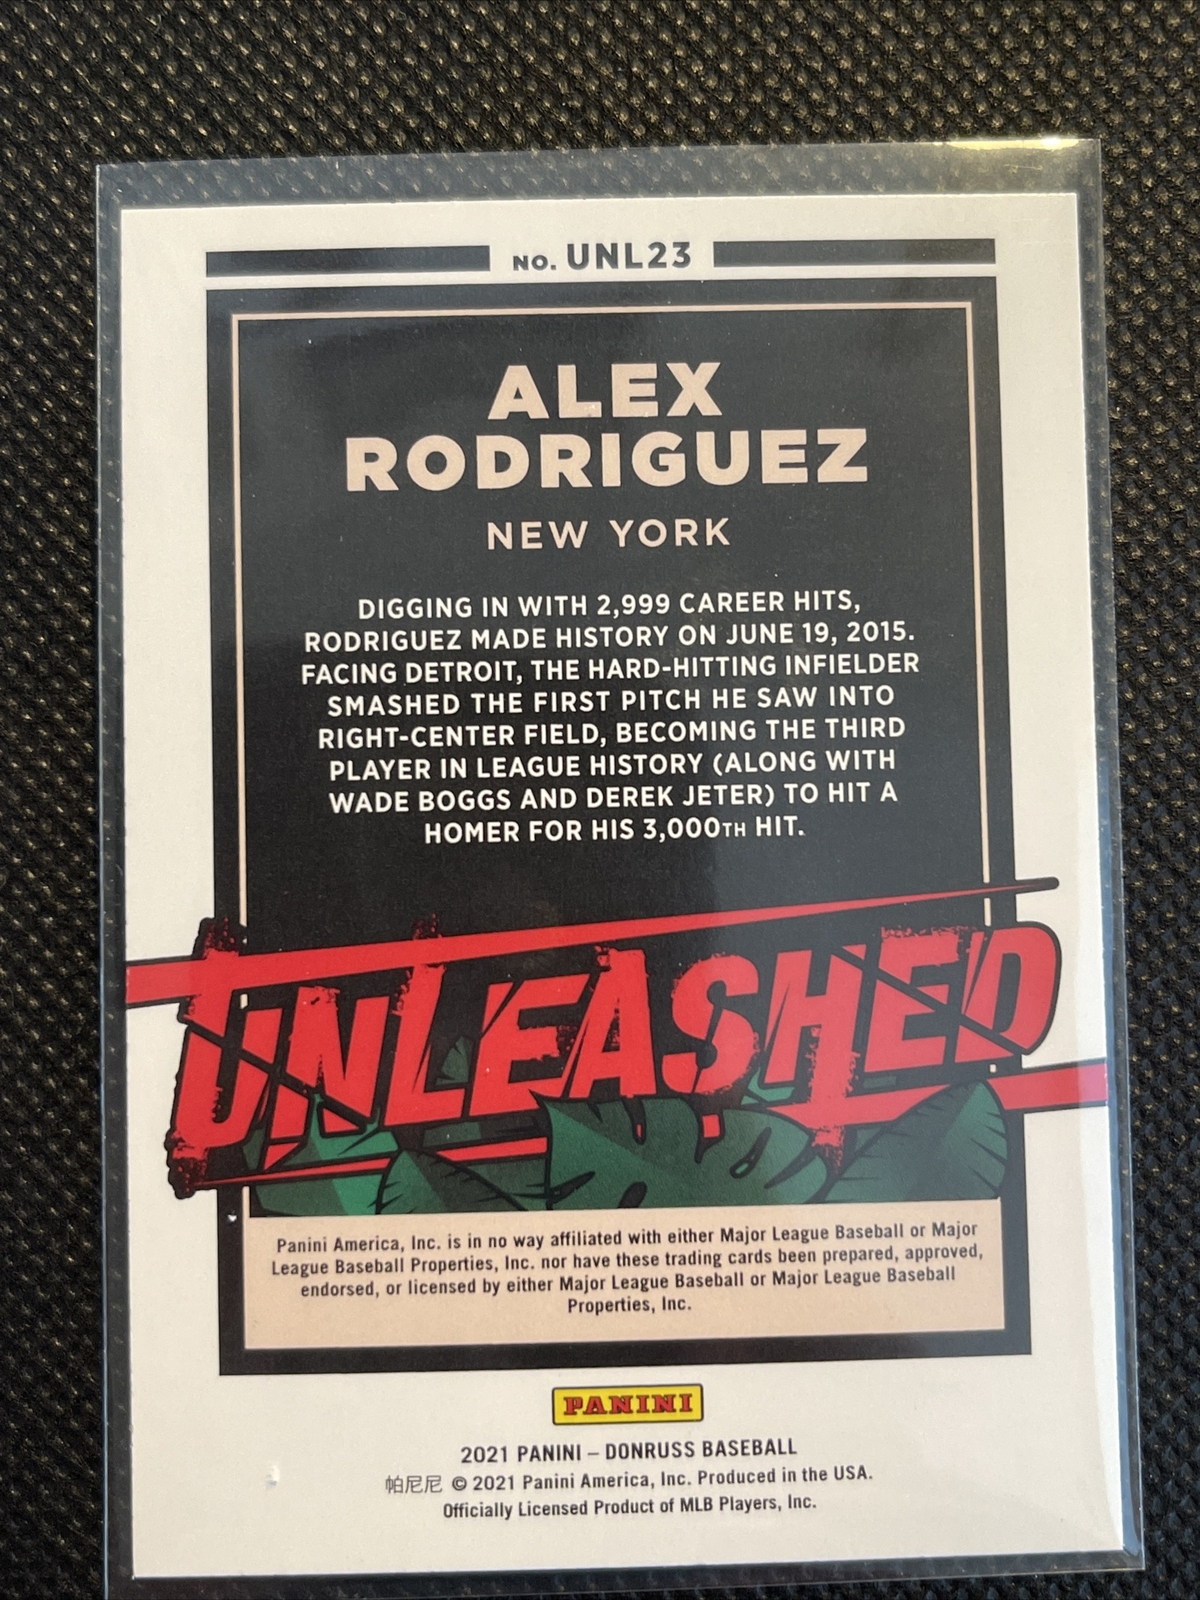 NO. UNL23
ALEX
RODRIGUEZ
NEW YORK
DIGGING IN WITH 2,999 CAREER HITS,
RODRIGUEZ MADE HISTORY ON JUNE 19, 2015.
FACING DETROIT, THE HARD-HITTING INFIELDER
SMASHED THE FIRST PITCH HE SAW INTO
RIGHT-CENTER FIELD, BECOMING THE THIRD
PLAYER IN LEAGUE HISTORY (ALONG WITH
WADE BOGGS AND DEREK JETER) TO HIT A
HOMER FOR HIS 3,000TH HIT.
UNLEASHED
Panini America, Inc. is in no way affiliated with either Major League Baseball or Major
League Baseball Properties, Inc. nor have these trading cards been prepared, approved,
endorsed, or licensed by either Major League Baseball or Major League Baseball
Properties, Inc.
PANINI
2021 PANINI – DONRUSS BASEBALL
帕尼尼 © 2021 Panini America, Inc. Produced in the USA.
Officially Licensed Product of MLB Players, Inc.